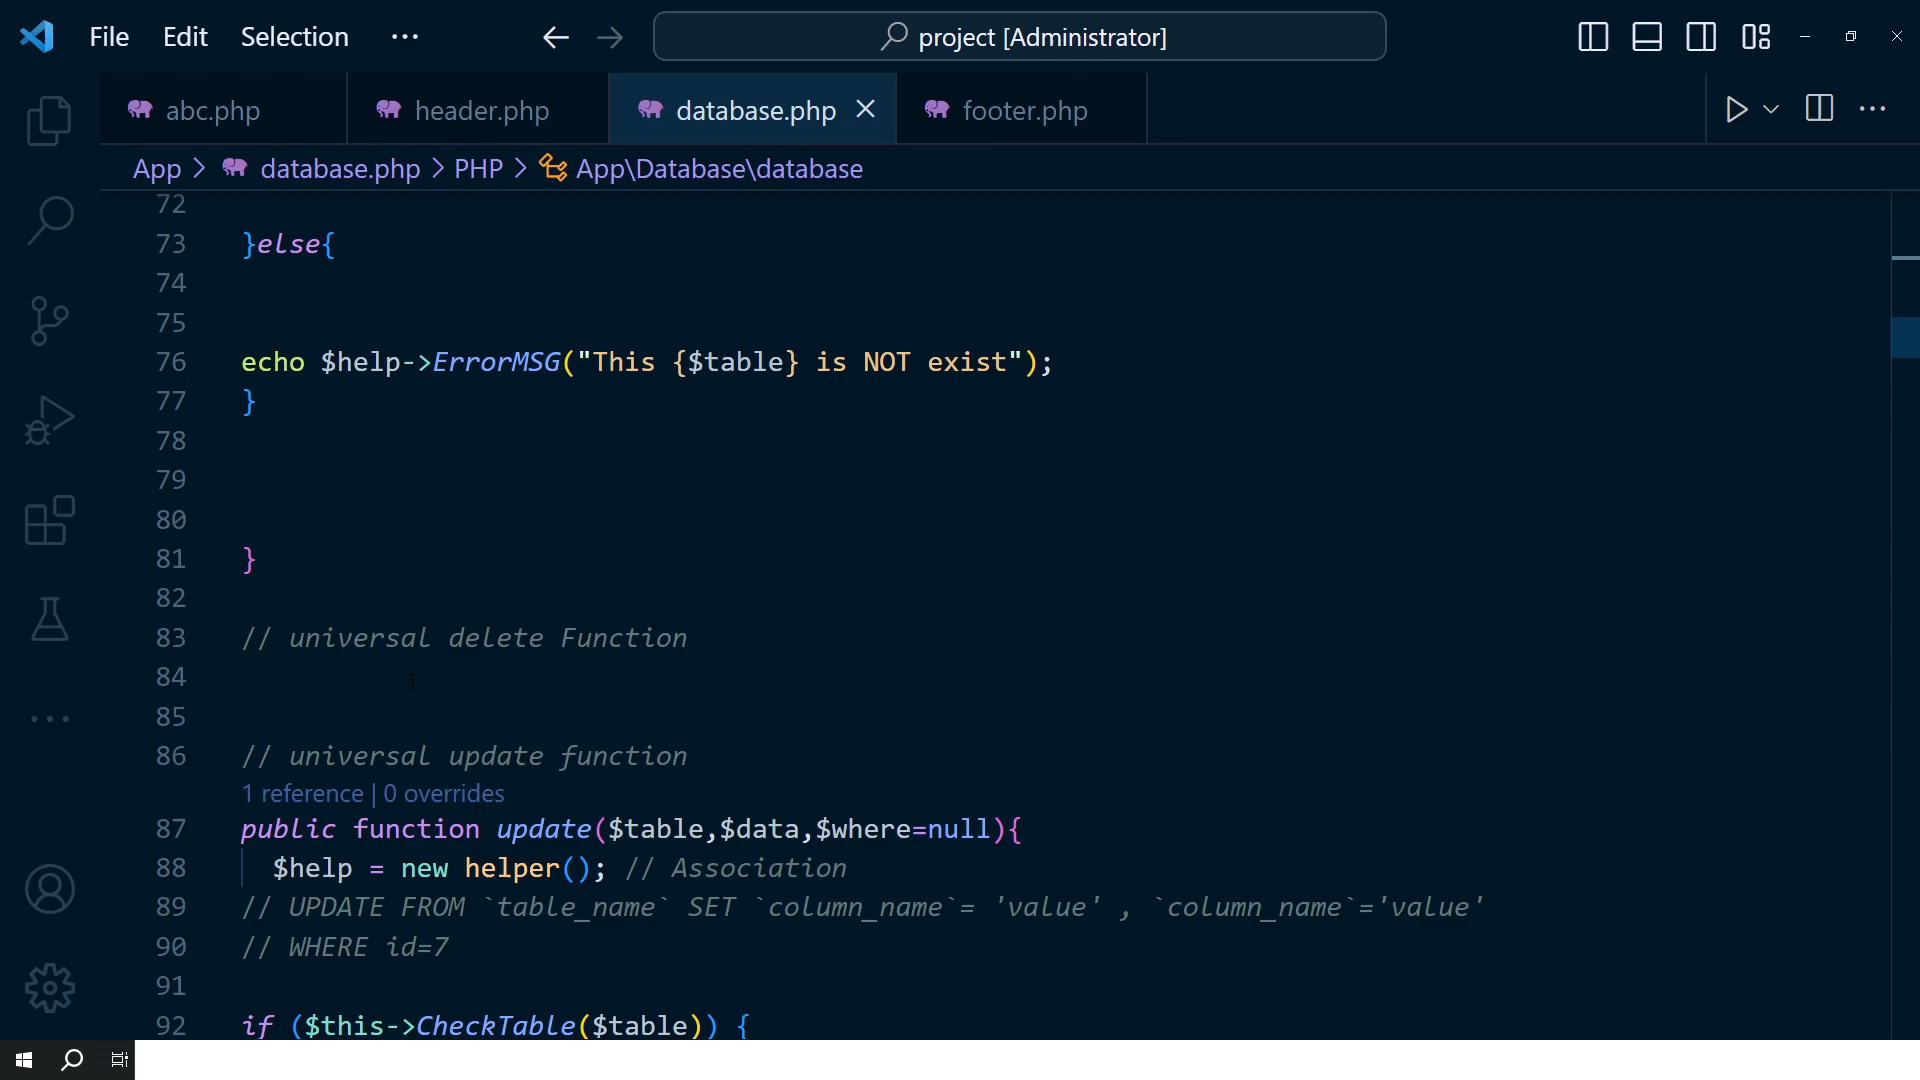 File Edit Selection ··· project [Administrator]
abc.php header.php database.php footer.php
App > database.php > PHP > App\Database\database
72
73 }else{
74
75
76 echo $help->ErrorMSG("This {$table} is NOT exist");
77 }
78
79
80
81 }
82
83 // universal delete Function
84
85
86 // universal update function
1 reference | 0 overrides
87 public function update($table,$data,$where=null){
88 $help = new helper(); // Association
89 // UPDATE FROM `table_name` SET `column_name`= 'value' , `column_name`='value'
90 // WHERE id=7
91
92 if ($this->CheckTable($table)) {